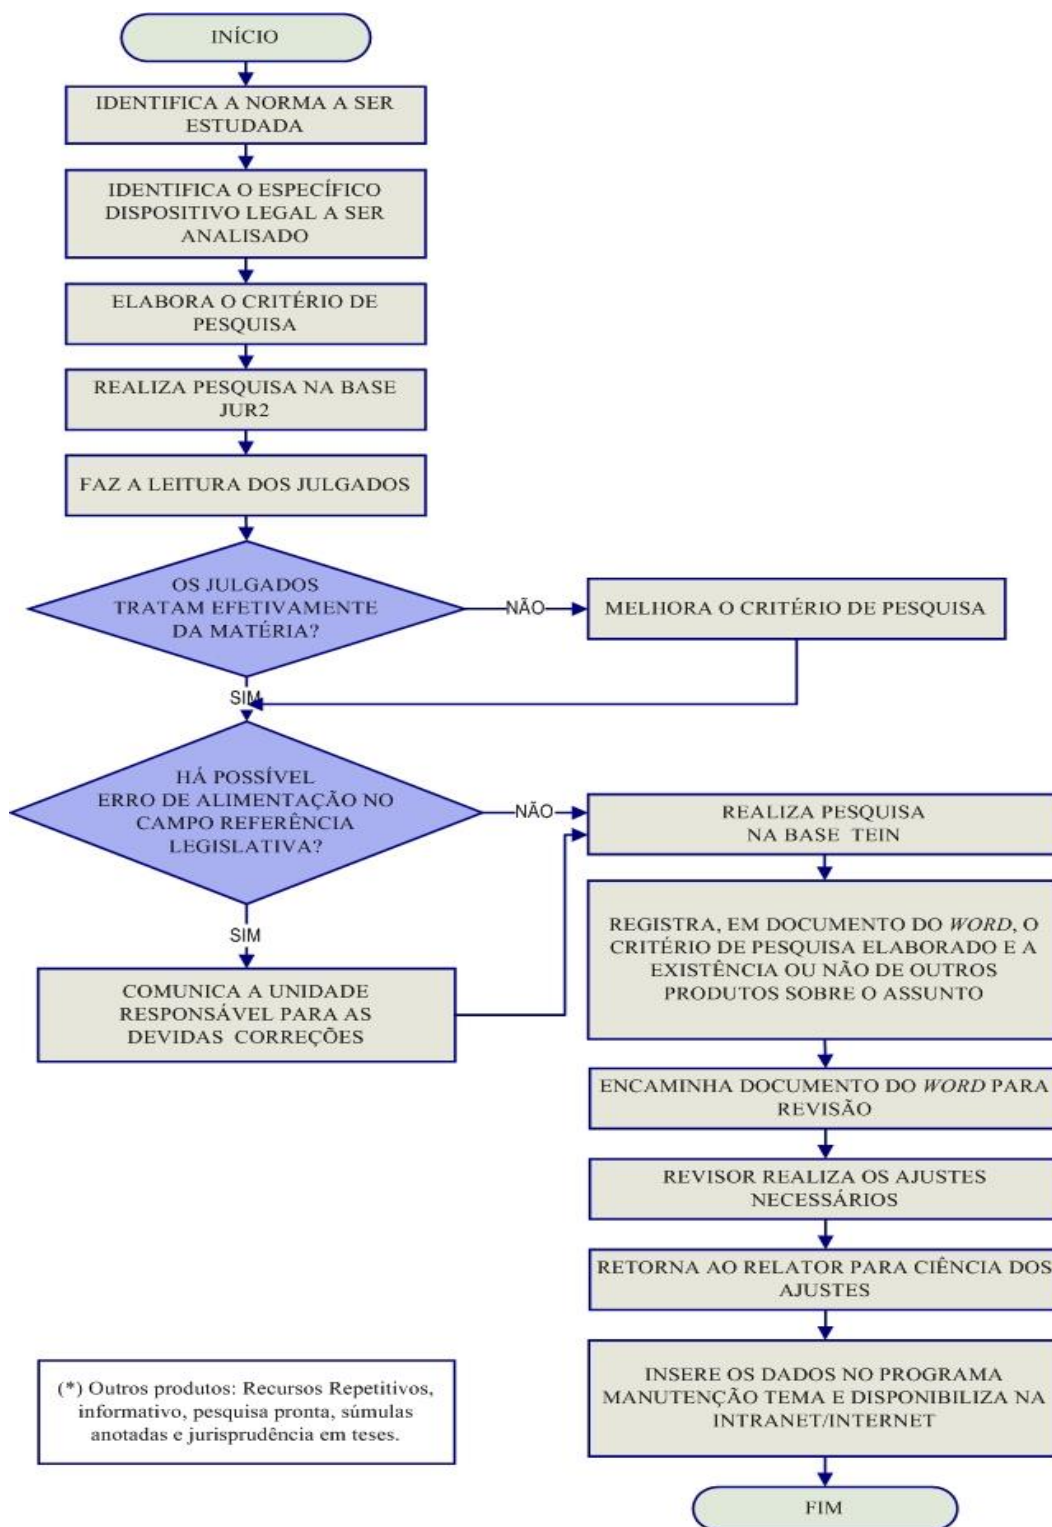 INÍCIO
IDENTIFICA A NORMA A SER
ESTUDADA
IDENTIFICA O ESPECÍFICO
DISPOSITIVO LEGAL A SER
ANALISADO
ELABORA O CRITÉRIO DE
PESQUISA
REALIZA PESQUISA NA BASE
JUR2
FAZ A LEITURA DOS JULGADOS
OS JULGADOS
TRATAM EFETIVAMENTE
DA MATÉRIA?
NÃO
MELHORA O CRITÉRIO DE PESQUISA
SIM
HÁ POSSÍVEL
ERRO DE ALIMENTAÇÃO NO
CAMPO REFERÊNCIA
LEGISLATIVA?
NÃO
REALIZA PESQUISA
NA BASE TEIN
SIM
COMUNICA A UNIDADE
RESPONSÁVEL PARA AS
DEVIDAS CORREÇÕES
REGISTRA, EM DOCUMENTO DO WORD, O
CRITÉRIO DE PESQUISA ELABORADO E A
EXISTÊNCIA OU NÃO DE OUTROS
PRODUTOS SOBRE O ASSUNTO
ENCAMINHA DOCUMENTO DO WORD PARA
REVISÃO
REVISOR REALIZA OS AJUSTES
NECESSÁRIOS
RETORNA AO RELATOR PARA CIÊNCIA DOS
AJUSTES
INSERE OS DADOS NO PROGRAMA
MANUTENÇÃO TEMA E DISPONIBILIZA NA
INTRANET/INTERNET
FIM
(*) Outros produtos: Recursos Repetitivos,
informativo, pesquisa pronta, súmulas
anotadas e jurisprudência em teses.